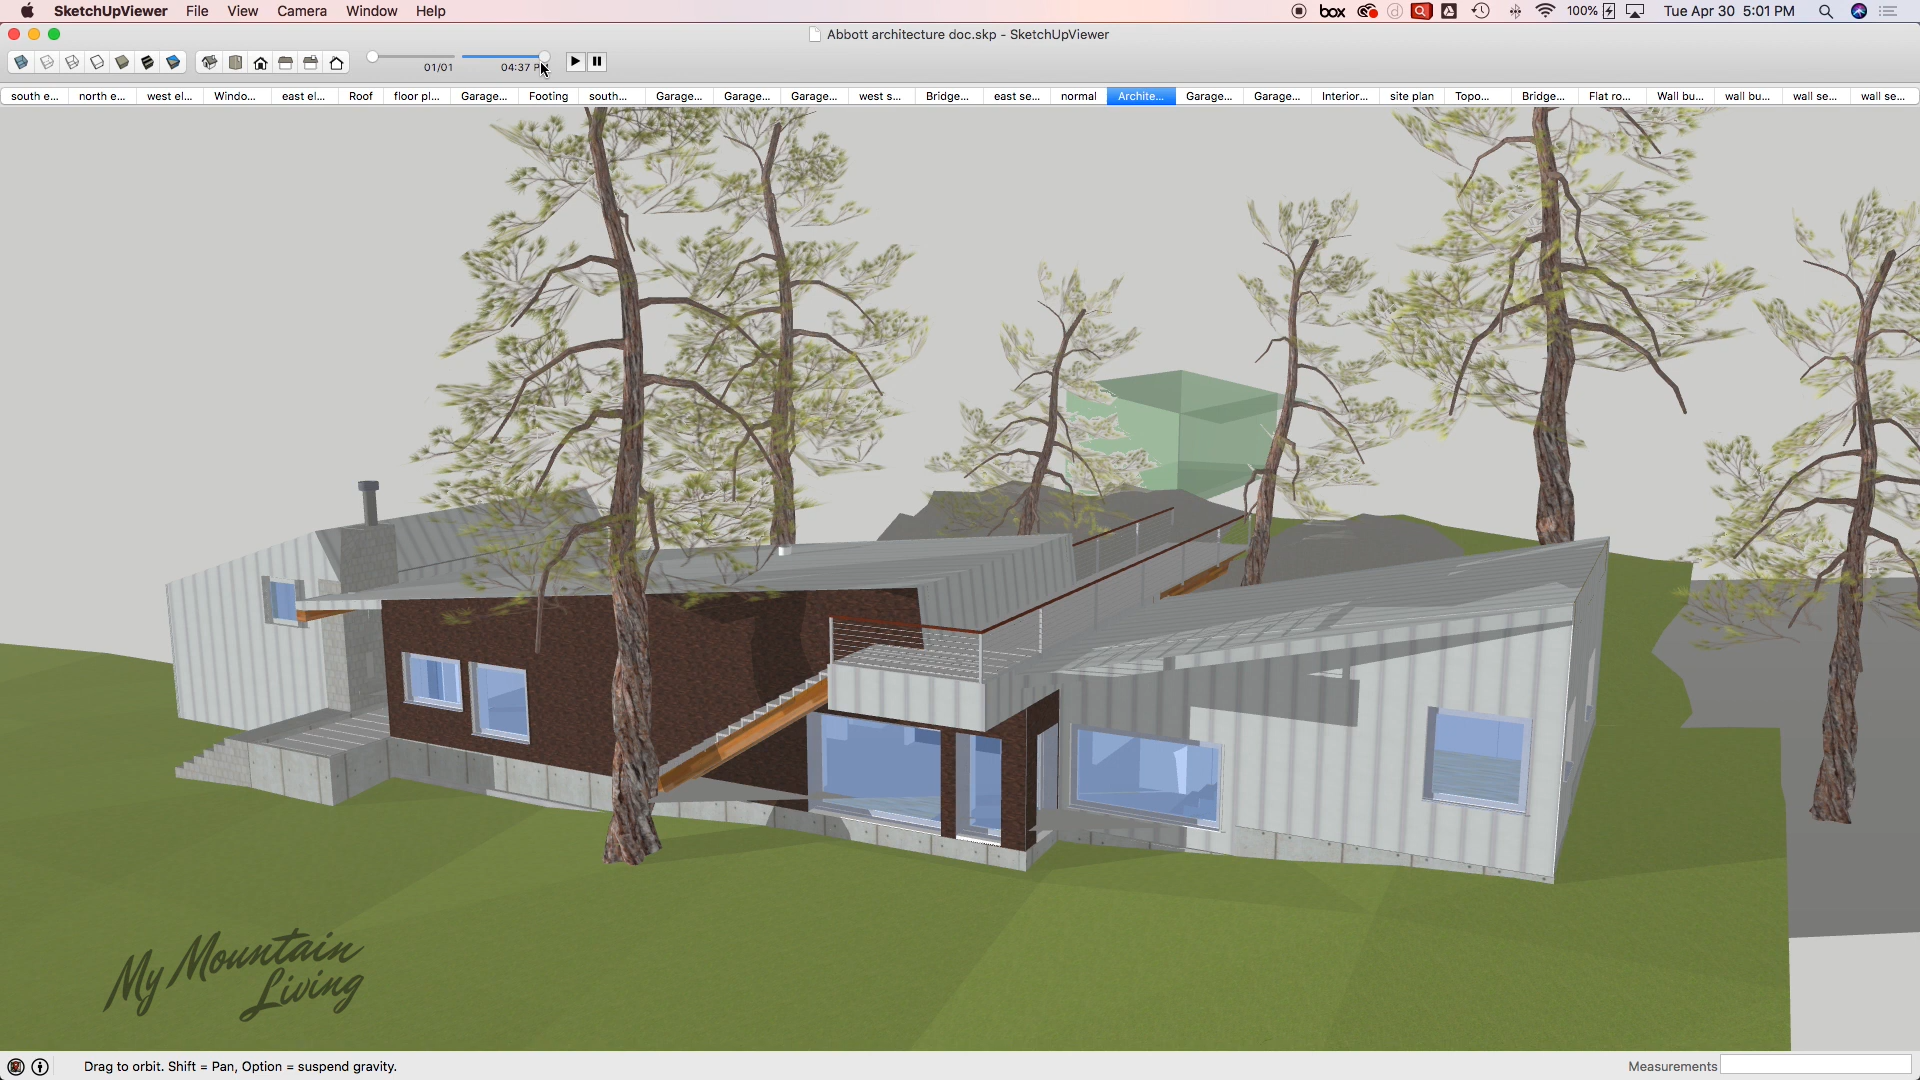 SketchUpViewer File View Camera Window Help
box 100% Tue Apr 30 5:01 PM
Abbott architecture doc.skp - SketchUpViewer
01/01 04:37
south e... north e... west el... Windo... east el... Roof floor pl... Garage... Footing south... Garage... Garage... Garage... west s... Bridge... east se... normal Archite... Garage... Garage... Interior... site plan Topo... Bridge... Flat ro... Wall bu... wall bu... wall se... wall se...
My Mountain
Living
Drag to orbit. Shift = Pan, Option = suspend gravity.
Measurements